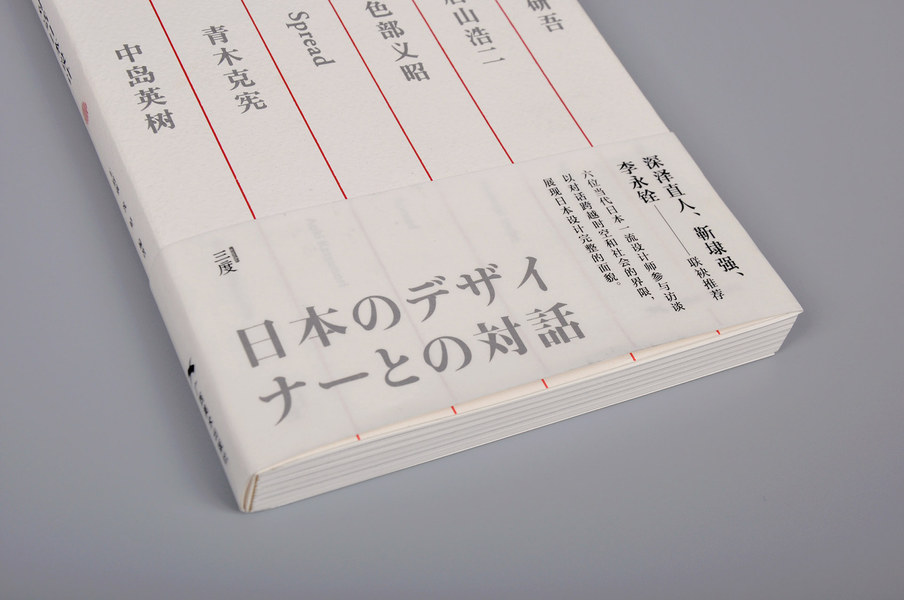 中岛英树
青木克宪
Spread
色部义昭
岩山浩二
研吾
深泽直人、靳埭强、
李永铨——联袂推荐
六位当代日本一流设计师参与访谈
以对话跨越时空和社会的界限，
展现日本设计完整的面貌。
三度
日本のデザイ
ナーとの対話